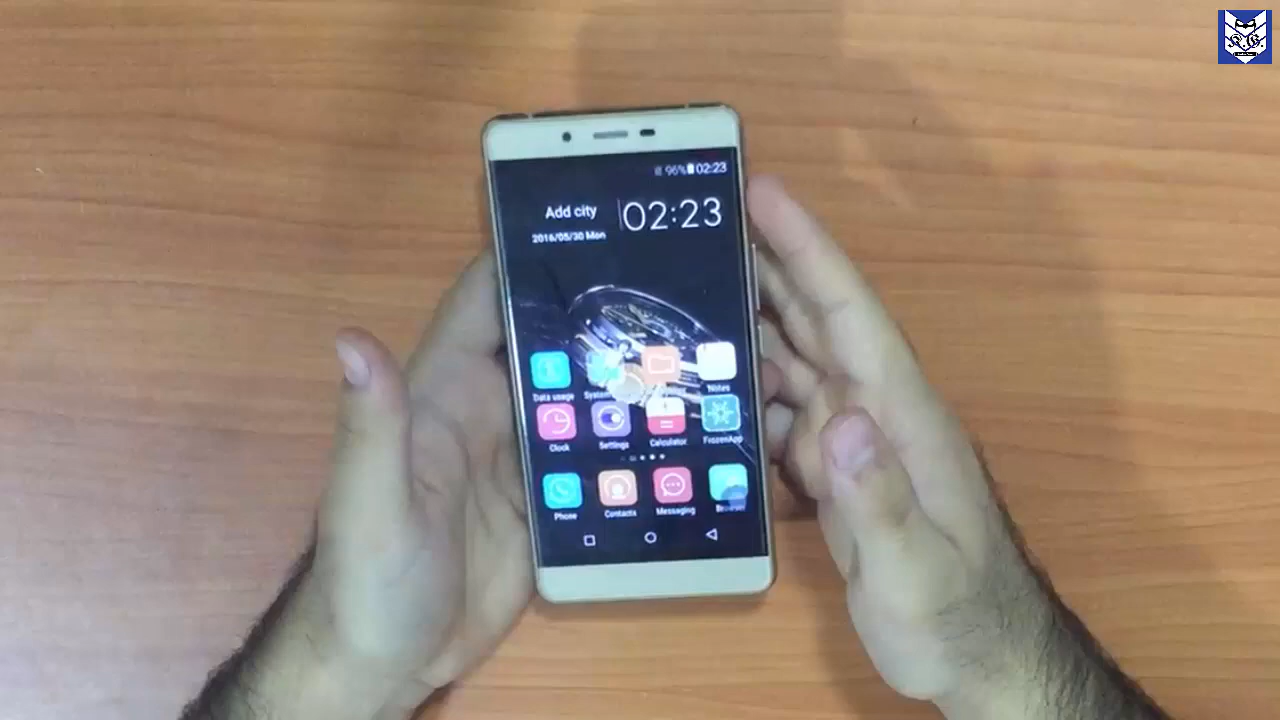 96% 02:23
Add city
02:23
2016/05/30 Mon
Data usage
System
Notes
Clock
Settings
Calculator
FrozenApp
Phone
Contacts
Messaging